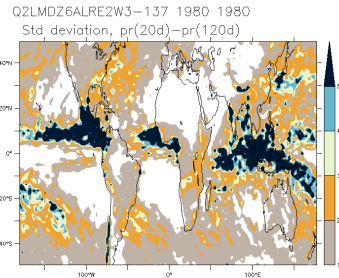 Q2LMDZ6ALRE2W3-137 1980 1980
Std deviation, pr(20d)-pr(120d)
40°N
20°N
0°
20°S
40°S
100°W 0° 100°E
5
4
3
2
1